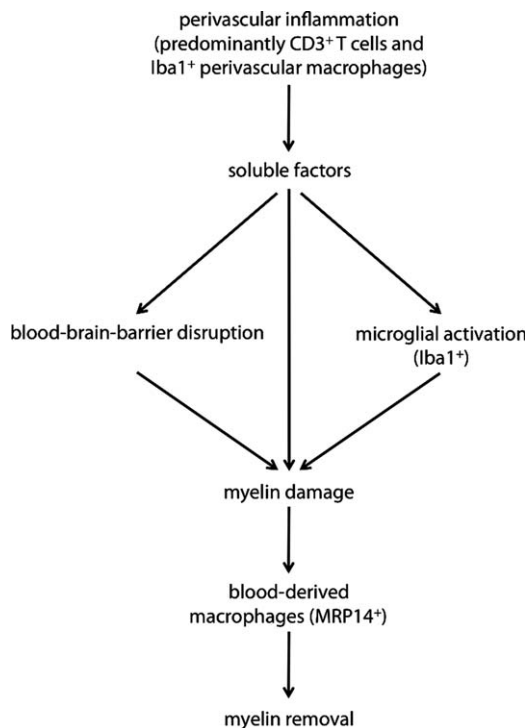 perivascular inflammation
(predominantly CD3⁺ T cells and
Iba1⁺ perivascular macrophages)
soluble factors
blood-brain-barrier disruption
microglial activation
(Iba1⁺)
myelin damage
blood-derived
macrophages (MRP14⁺)
myelin removal